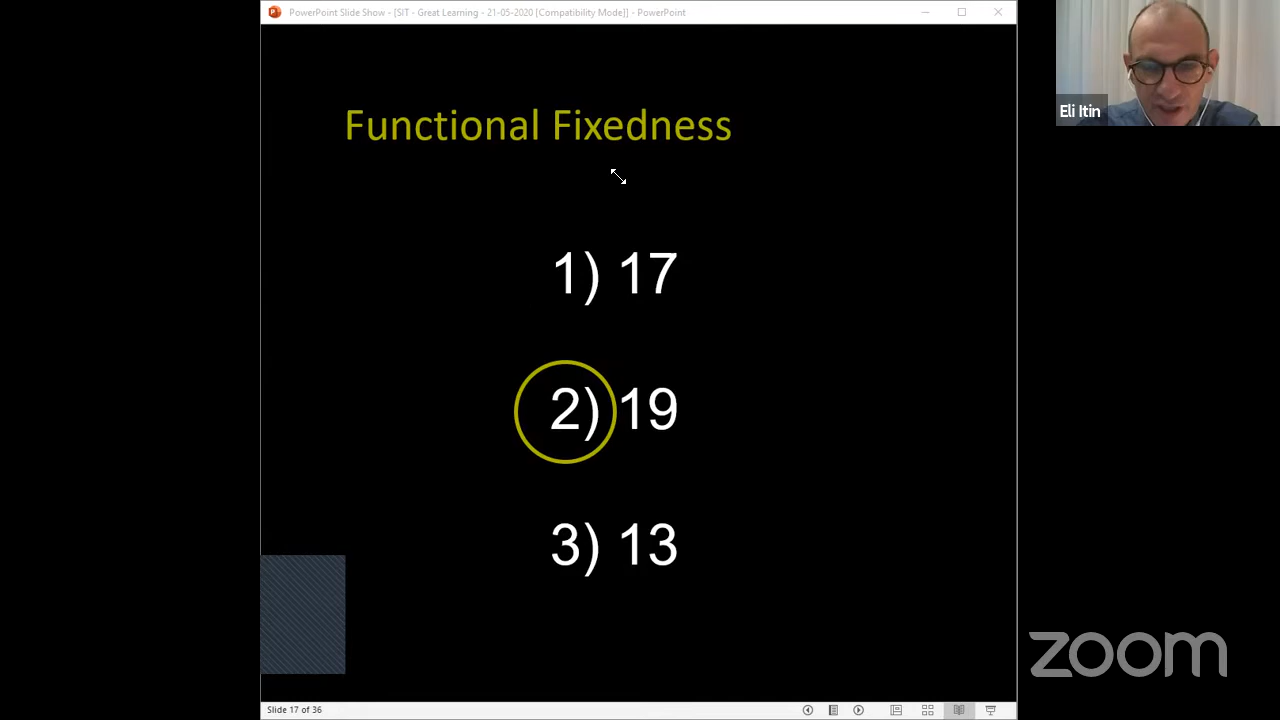 PowerPoint Slide Show - [SIT - Great Learning - 21-05-2020 [Compatibility Mode]] - PowerPoint
Eli Itin
Functional Fixedness
1) 17
2) 19
3) 13
zoom
Slide 17 of 36